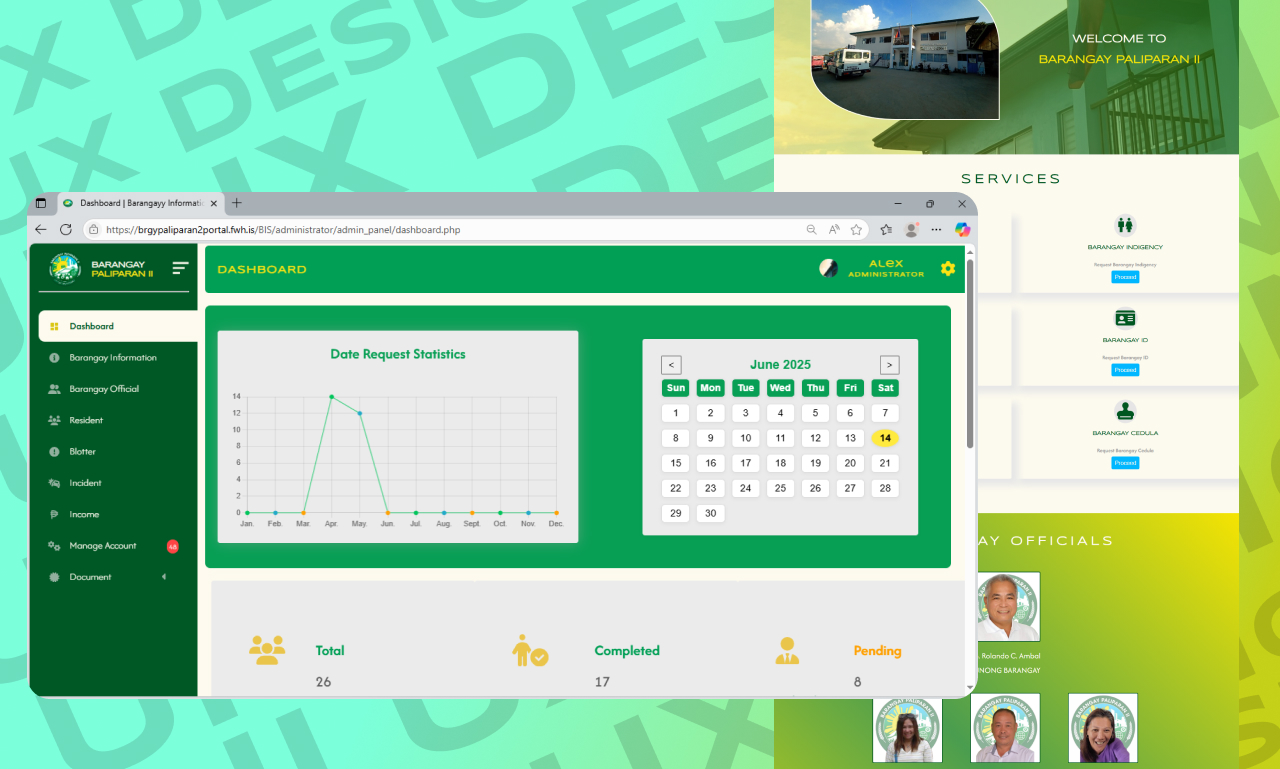 UX DESIGN
WELCOME TO
BARANGAY PALIPARAN II
SERVICES
BARANGAY INDIGENCY
Request Barangay Indigency
Proceed
BARANGAY ID
Request Barangay ID
Proceed
BARANGAY CEDULA
Request Barangay Cedula
Proceed
AY OFFICIALS
. Rolando C. Ambal
NONG BARANGAY
Dashboard | Barangayy Informatic
https://brgypaliparan2portal.fwh.is/BIS/administrator/admin_panel/dashboard.php
BARANGAY
PALIPARAN II
Dashboard
Barangay Information
Barangay Official
Resident
Blotter
Incident
Income
Manage Account
48
Document
DASHBOARD
ALEX
ADMINISTRATOR
Date Request Statistics
14
12
10
8
6
4
2
0
Jan. Feb. Mar. Apr. May. Jun. Jul. Aug. Sept. Oct. Nov. Dec.
< June 2025 >
Sun Mon Tue Wed Thu Fri Sat
1 2 3 4 5 6 7
8 9 10 11 12 13 14
15 16 17 18 19 20 21
22 23 24 25 26 27 28
29 30
Total
26
Completed
17
Pending
8